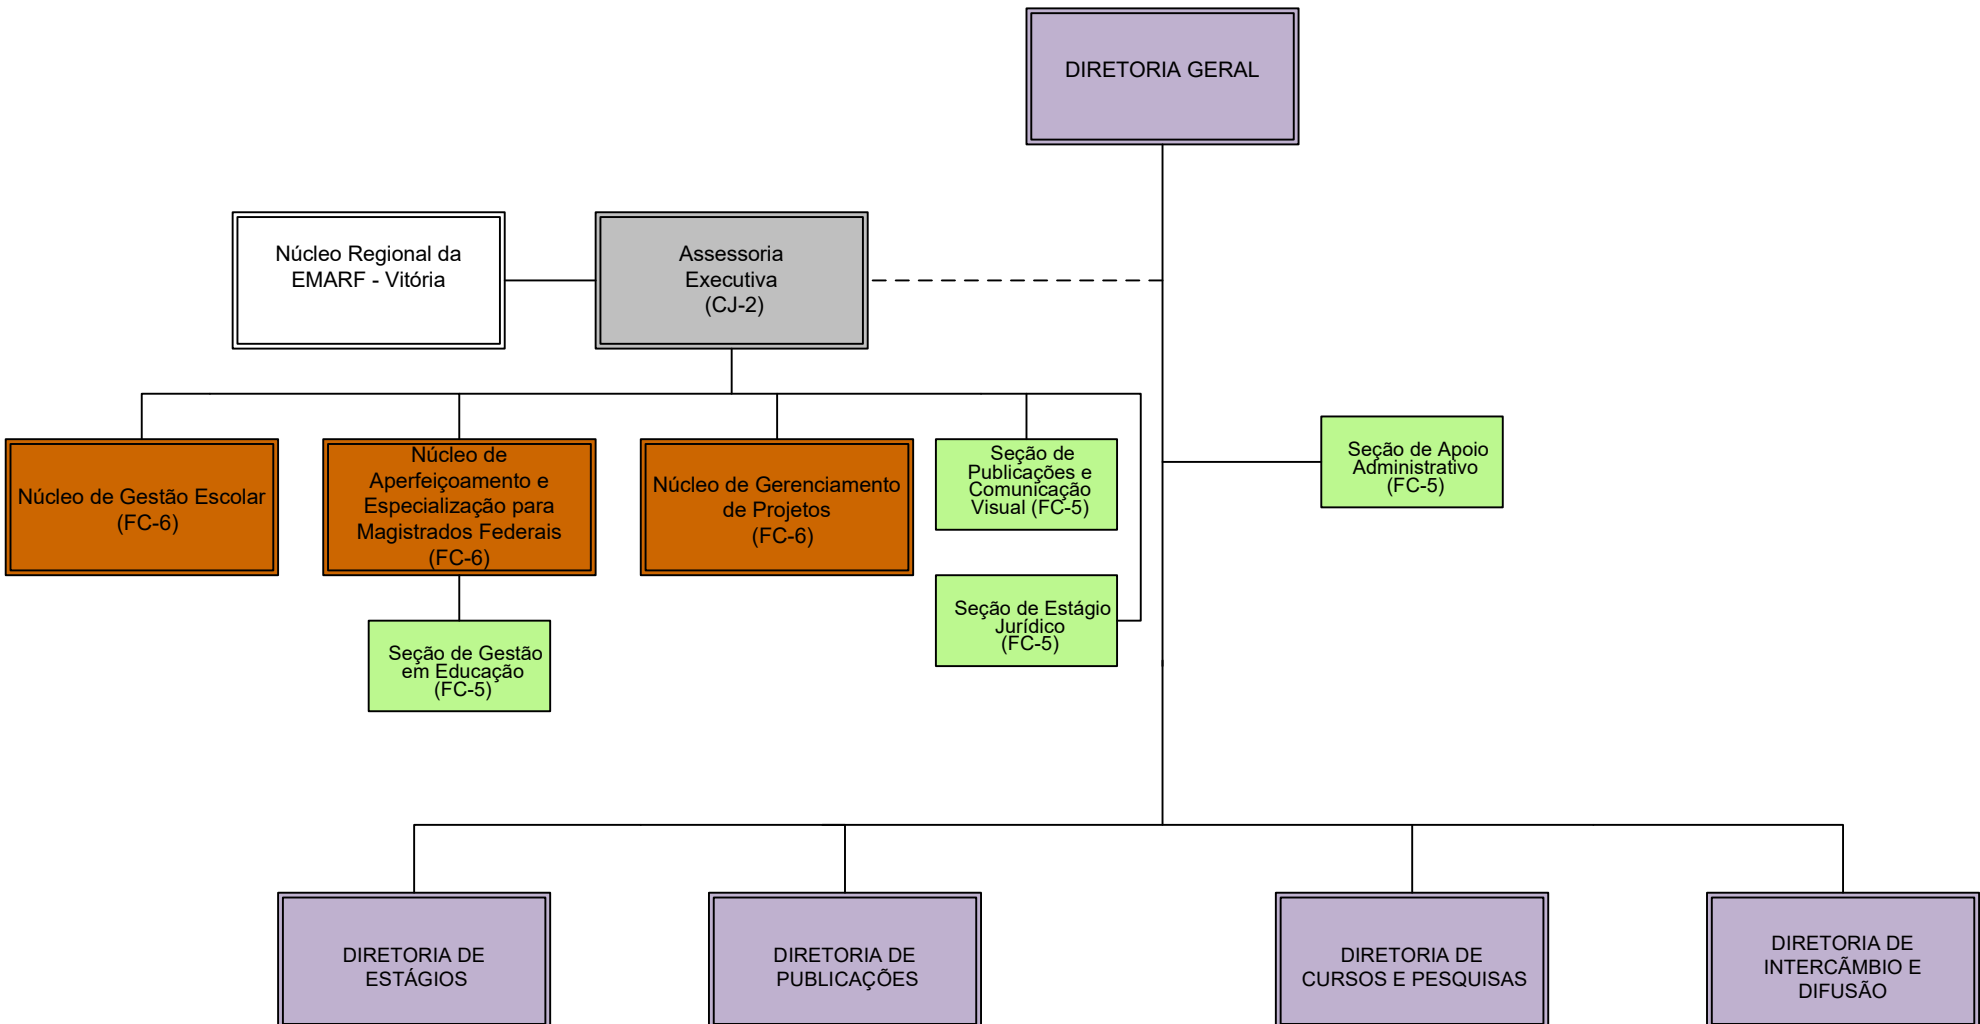 DIRETORIA GERAL
Núcleo Regional da
EMARF - Vitória
Assessoria
Executiva
(CJ-2)
Núcleo de Gestão Escolar
(FC-6)
Núcleo de
Aperfeiçoamento e
Especialização para
Magistrados Federais
(FC-6)
Núcleo de Gerenciamento
de Projetos
(FC-6)
Seção de
Publicações e
Comunicação
Visual (FC-5)
Seção de Apoio
Administrativo
(FC-5)
Seção de Estágio
Jurídico
(FC-5)
Seção de Gestão
em Educação
(FC-5)
DIRETORIA DE
ESTÁGIOS
DIRETORIA DE
PUBLICAÇÕES
DIRETORIA DE
CURSOS E PESQUISAS
DIRETORIA DE
INTERCÃMBIO E
DIFUSÃO